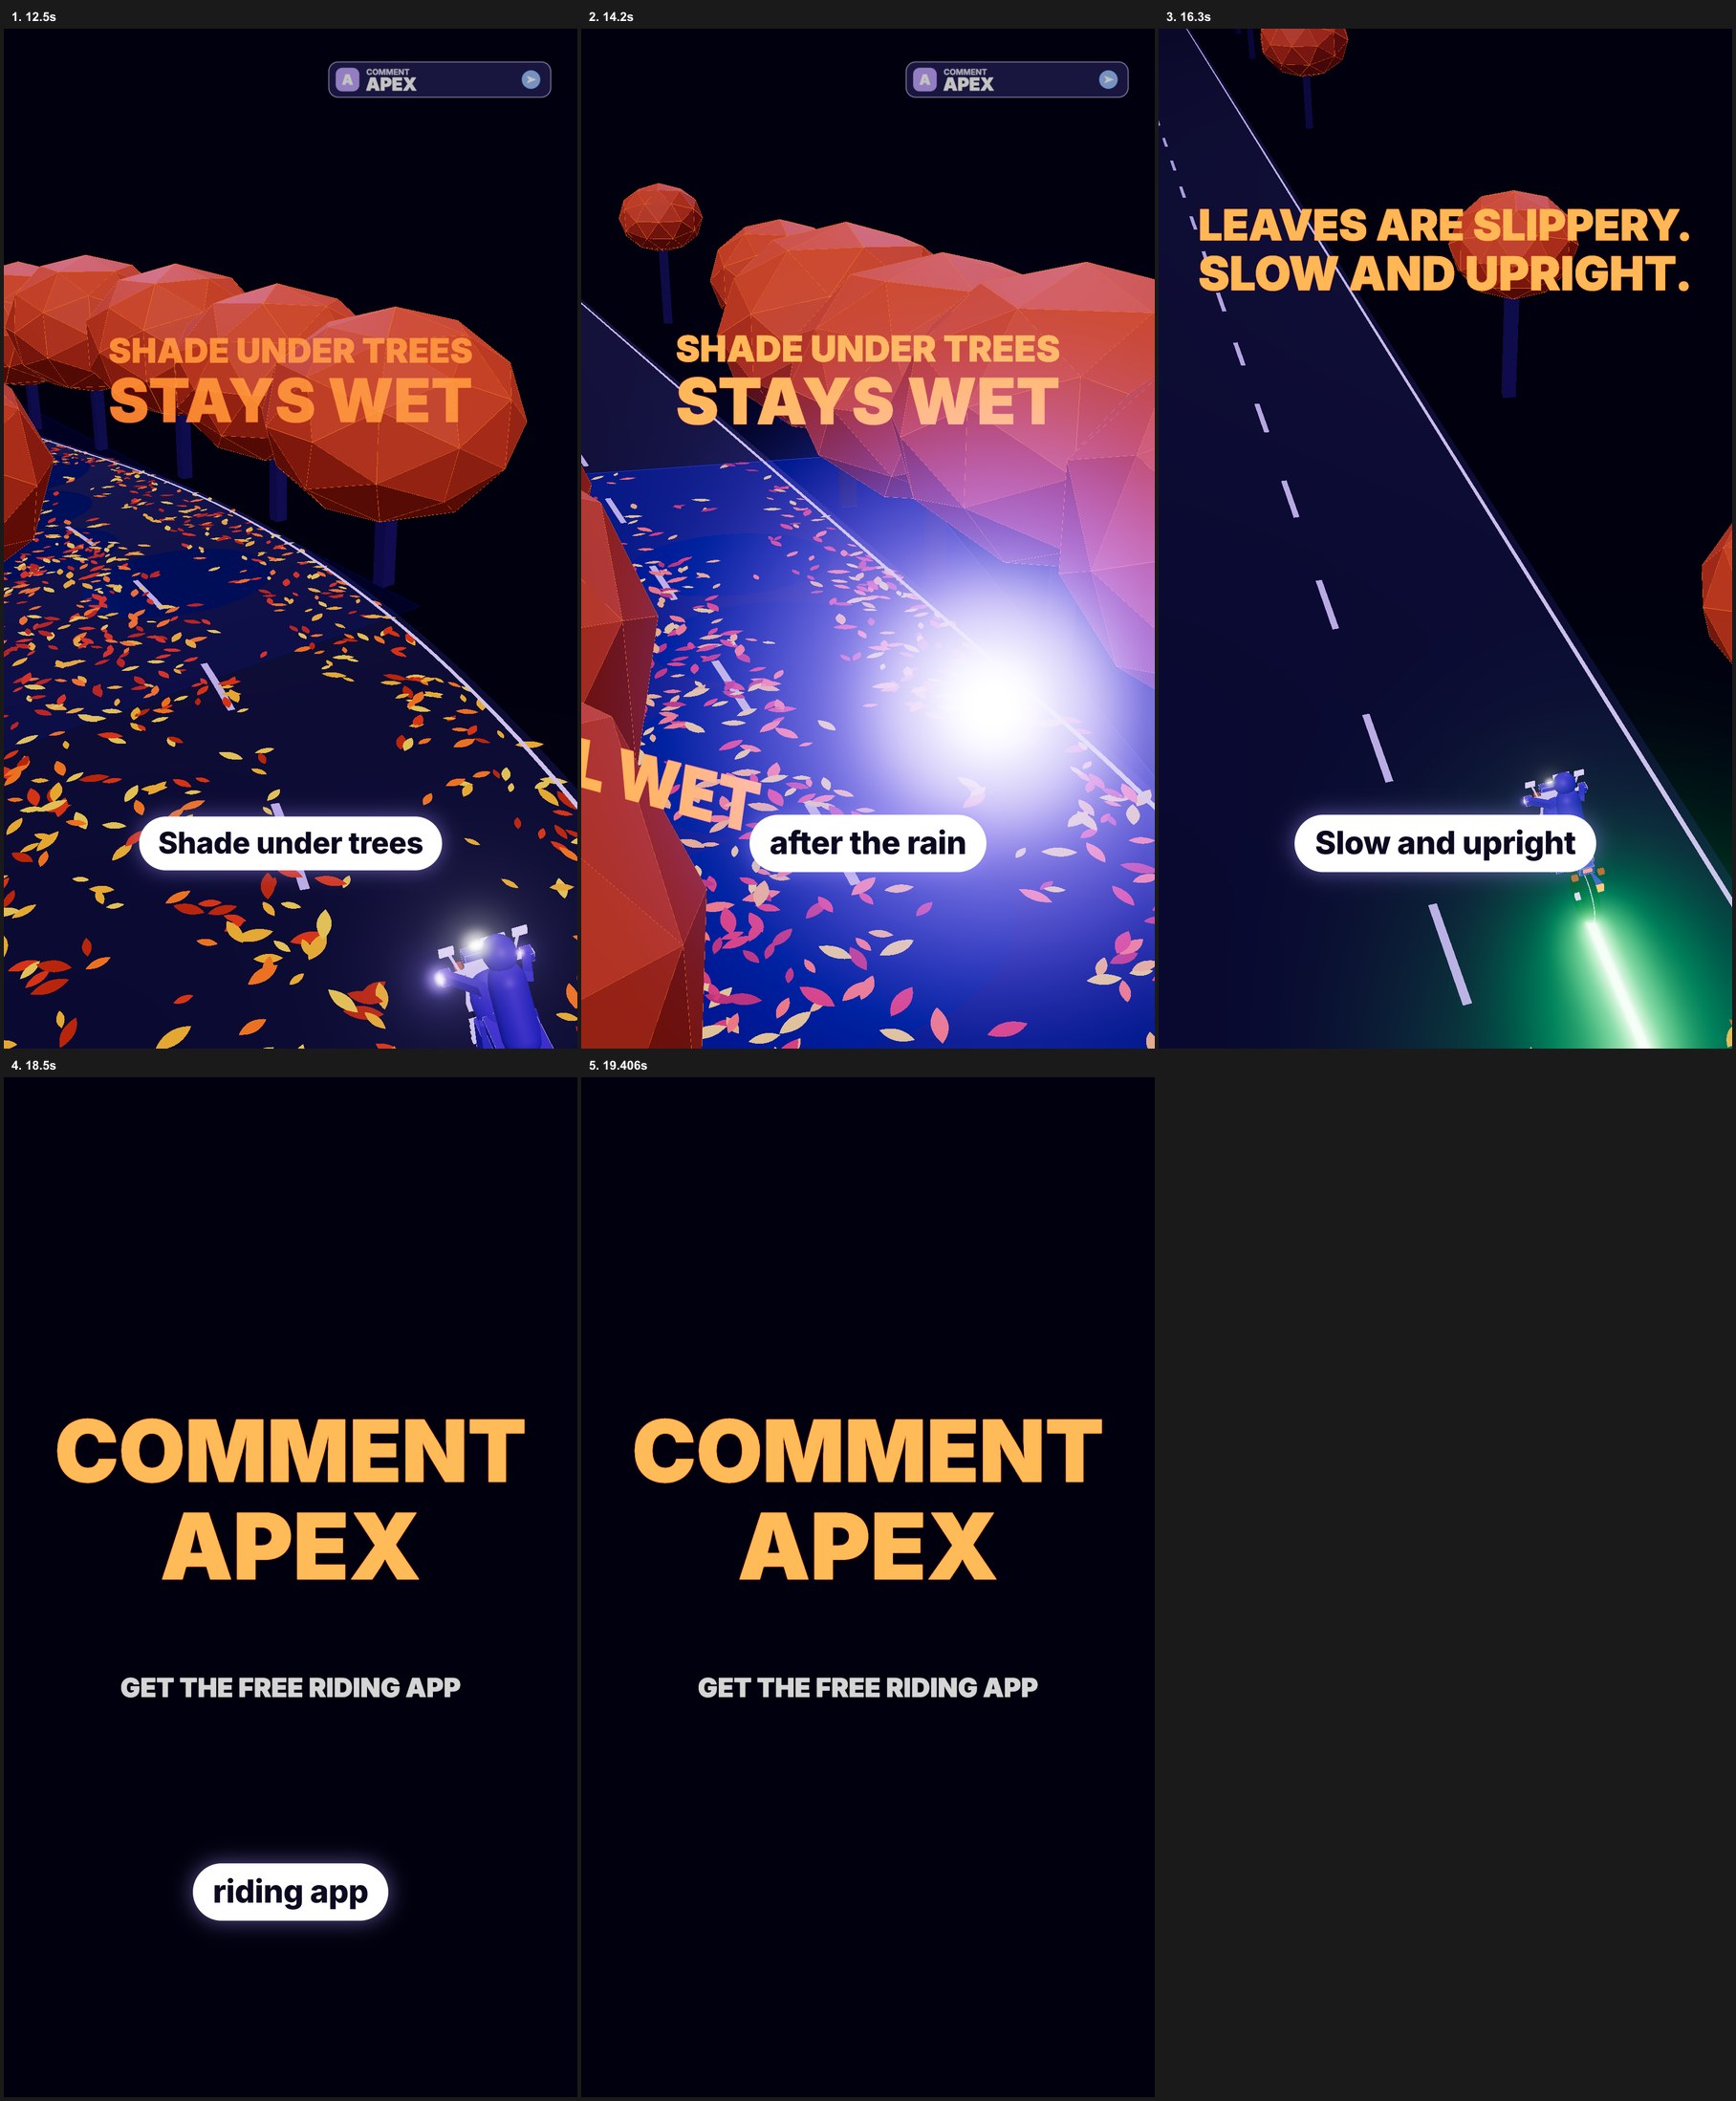 1. 12.5s
COMMENT
A APEX
SHADE UNDER TREES
STAYS WET
Shade under trees
2. 14.2s
COMMENT
A APEX
SHADE UNDER TREES
STAYS WET
L WET
after the rain
3. 16.3s
LEAVES ARE SLIPPERY.
SLOW AND UPRIGHT.
Slow and upright
4. 18.5s
COMMENT
APEX
GET THE FREE RIDING APP
riding app
5. 19.406s
COMMENT
APEX
GET THE FREE RIDING APP